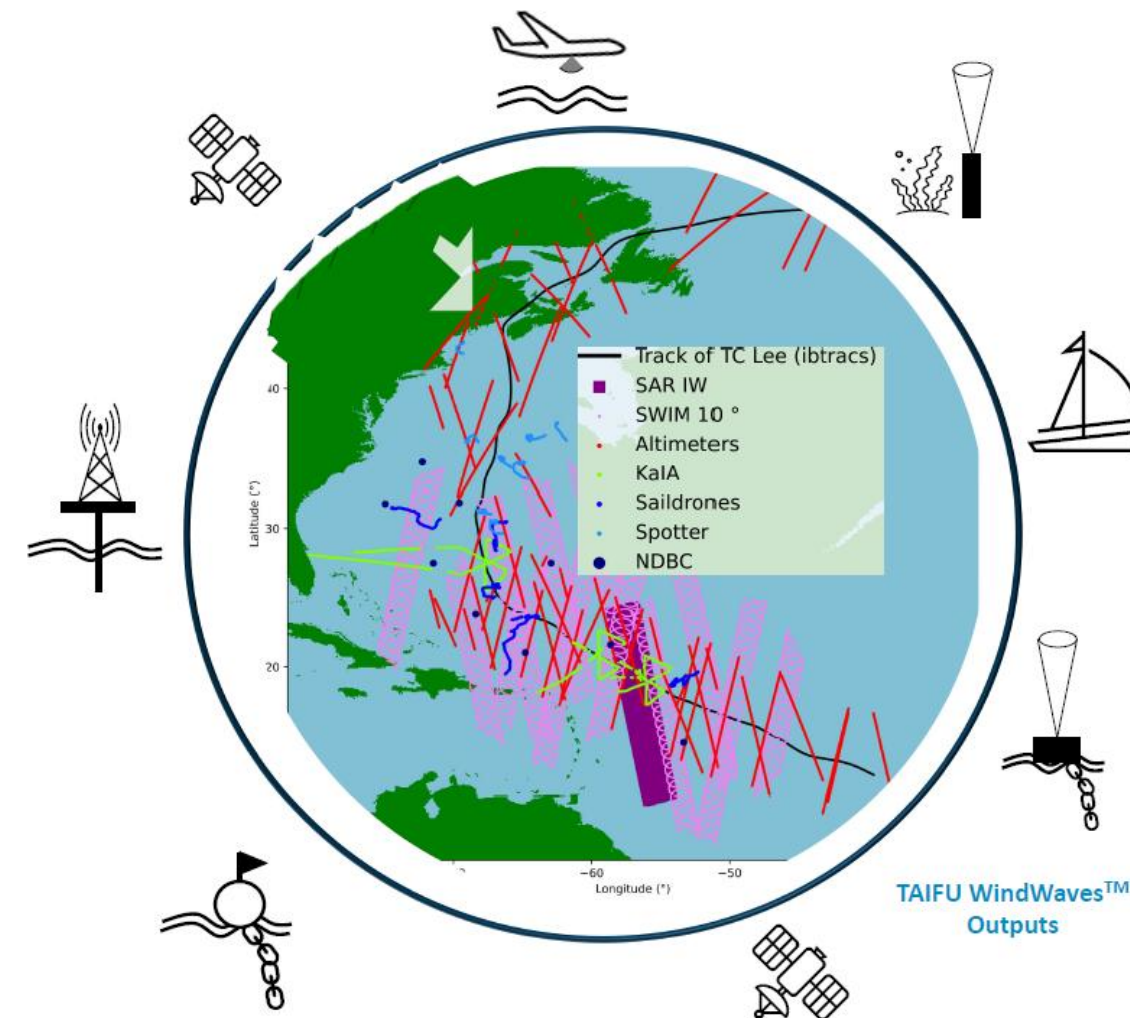 Track of TC Lee (ibtracs)
SAR IW
SWIM 10 °
Altimeters
KaIA
Saildrones
Spotter
NDBC
Latitude (°)
30
20
−60
−50
Longitude (°)
TAIFU WindWaves™
Outputs